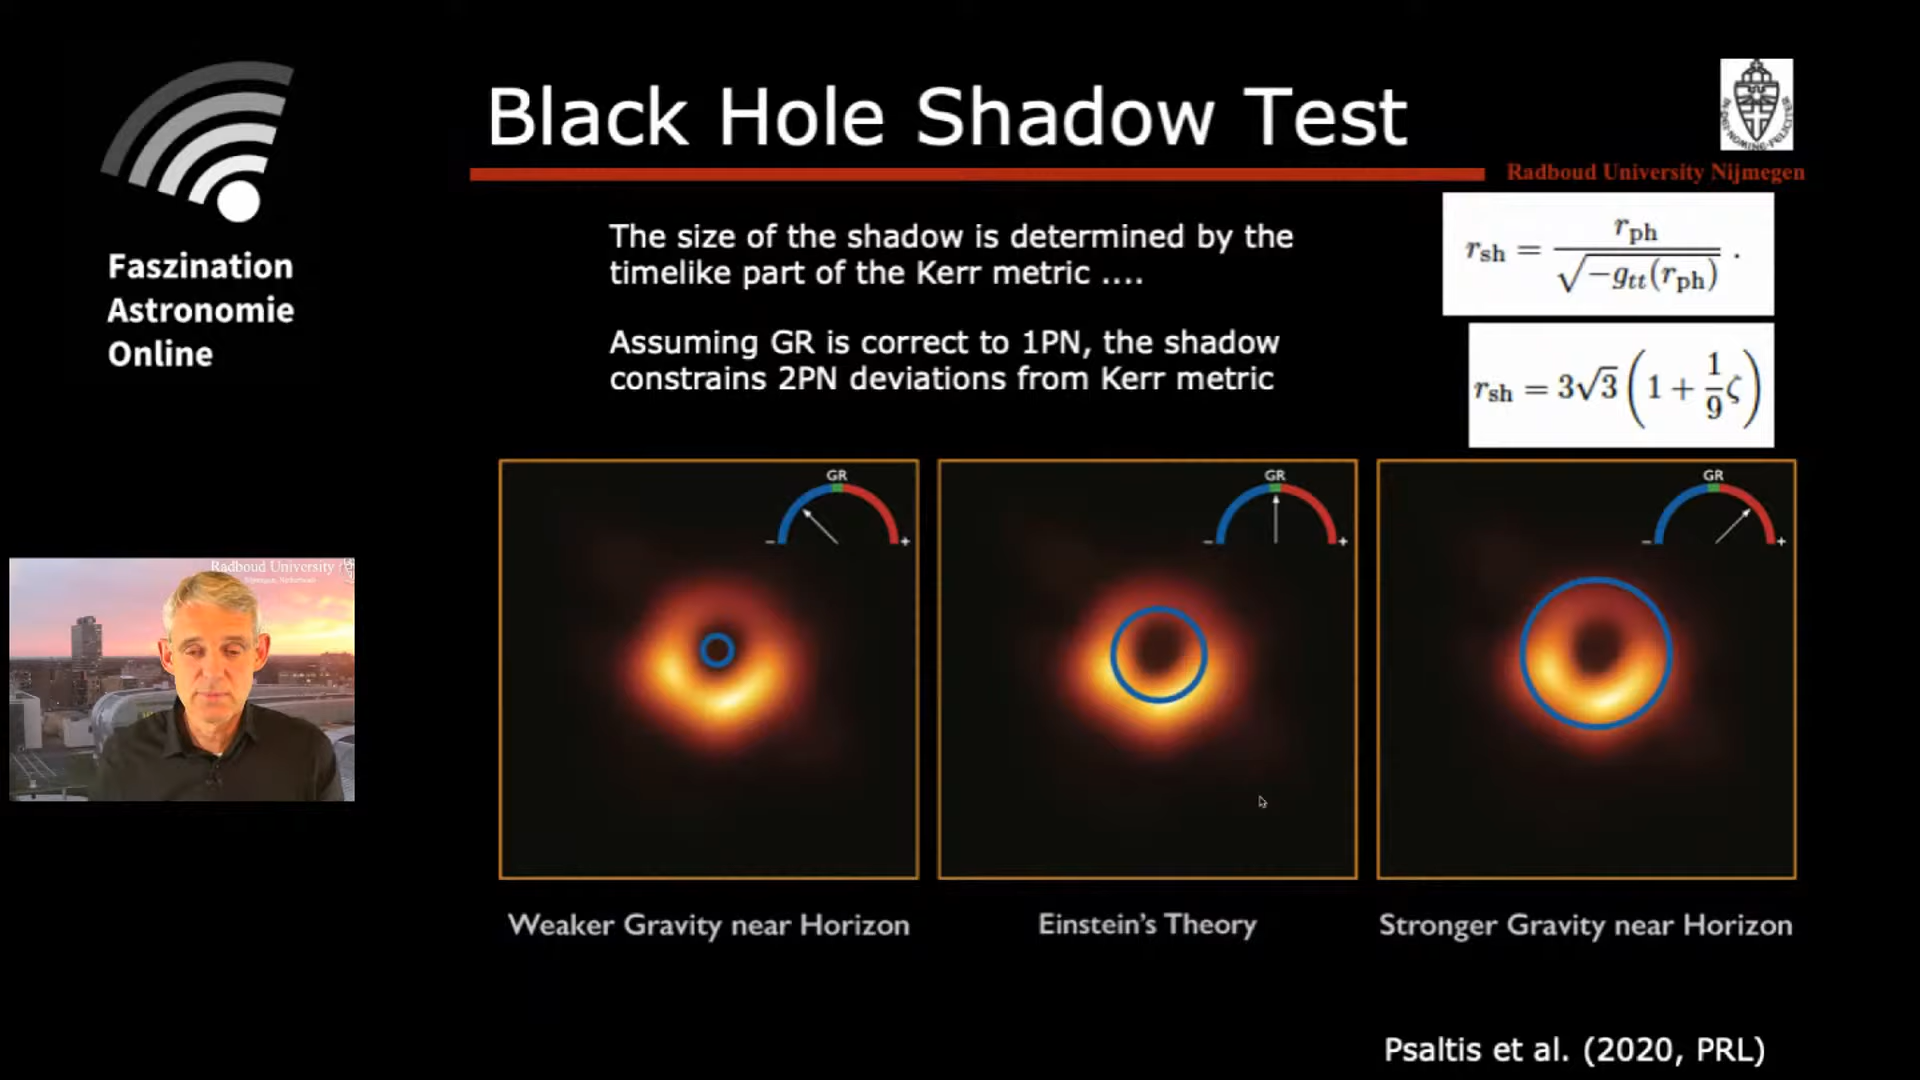 Faszination
Astronomie
Online
Black Hole Shadow Test
Radboud University Nijmegen
The size of the shadow is determined by the
timelike part of the Kerr metric ....
r_sh = r_ph / √(−g_tt(r_ph)) .
Assuming GR is correct to 1PN, the shadow
constrains 2PN deviations from Kerr metric
r_sh = 3√3 (1 + 1/9 ζ)
GR
− +
GR
− +
GR
− +
Radboud University
Weaker Gravity near Horizon
Einstein's Theory
Stronger Gravity near Horizon
Psaltis et al. (2020, PRL)